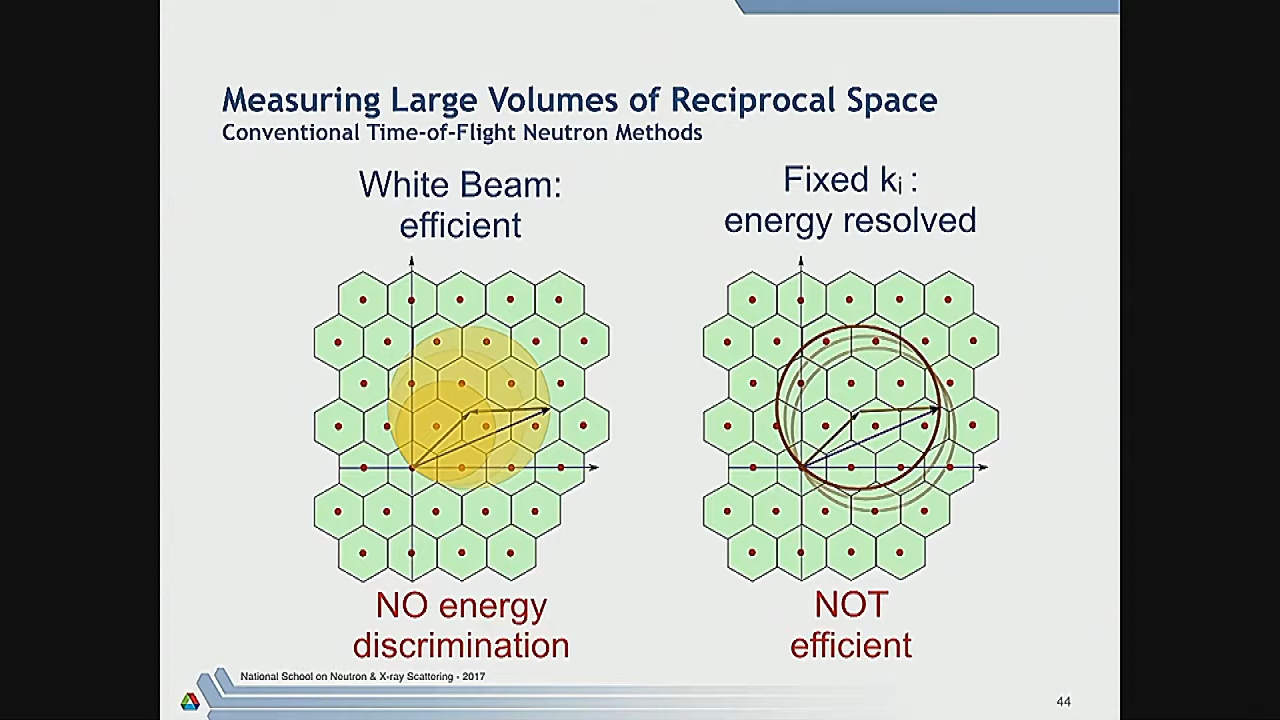 Measuring Large Volumes of Reciprocal Space
Conventional Time-of-Flight Neutron Methods
White Beam:
efficient
Fixed kᵢ :
energy resolved
NO energy
discrimination
NOT
efficient
National School on Neutron & X-ray Scattering - 2017
44